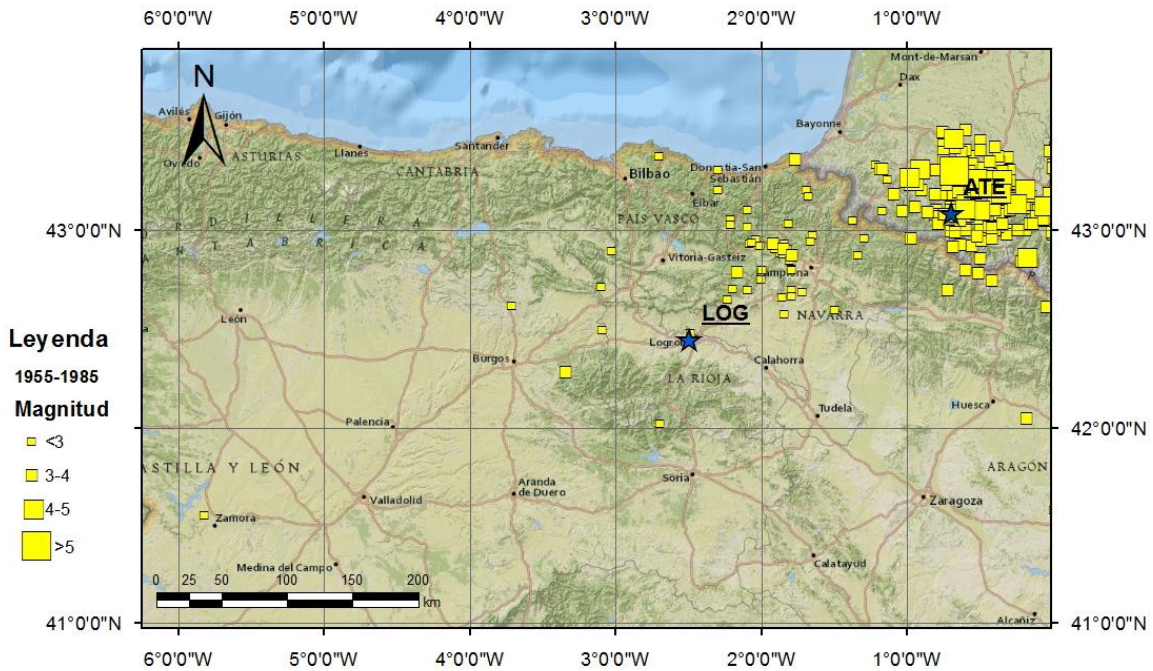 6°0'0"W 5°0'0"W 4°0'0"W 3°0'0"W 2°0'0"W 1°0'0"W
Mont-de-Marsan
Dax
N
Avilés
Gijón
Bayonne
Santander
Llanes
Oviedo
ASTURIAS
CANTABRIA
Bilbao
Donostia-San
Sebastián
Eibar
ATE
PAÍS VASCO
43°0'0"N
43°0'0"N
Vitoria-Gasteiz
LOG
NAVARRA
León
Leyenda
Burgos
Calahorra
1955-1985
LA RIOJA
Magnitud
Huesca
Tudela
<3
Palencia
42°0'0"N
42°0'0"N
3-4
ASTILLA Y LEÓN
Soria
ARAGÓN
Aranda
de Duero
4-5
Valladolid
Zaragoza
Zamora
>5
Medina del Campo
Calatayud
0 25 50 100 150 200
km
Alcañiz
41°0'0"N
41°0'0"N
6°0'0"W 5°0'0"W 4°0'0"W 3°0'0"W 2°0'0"W 1°0'0"W